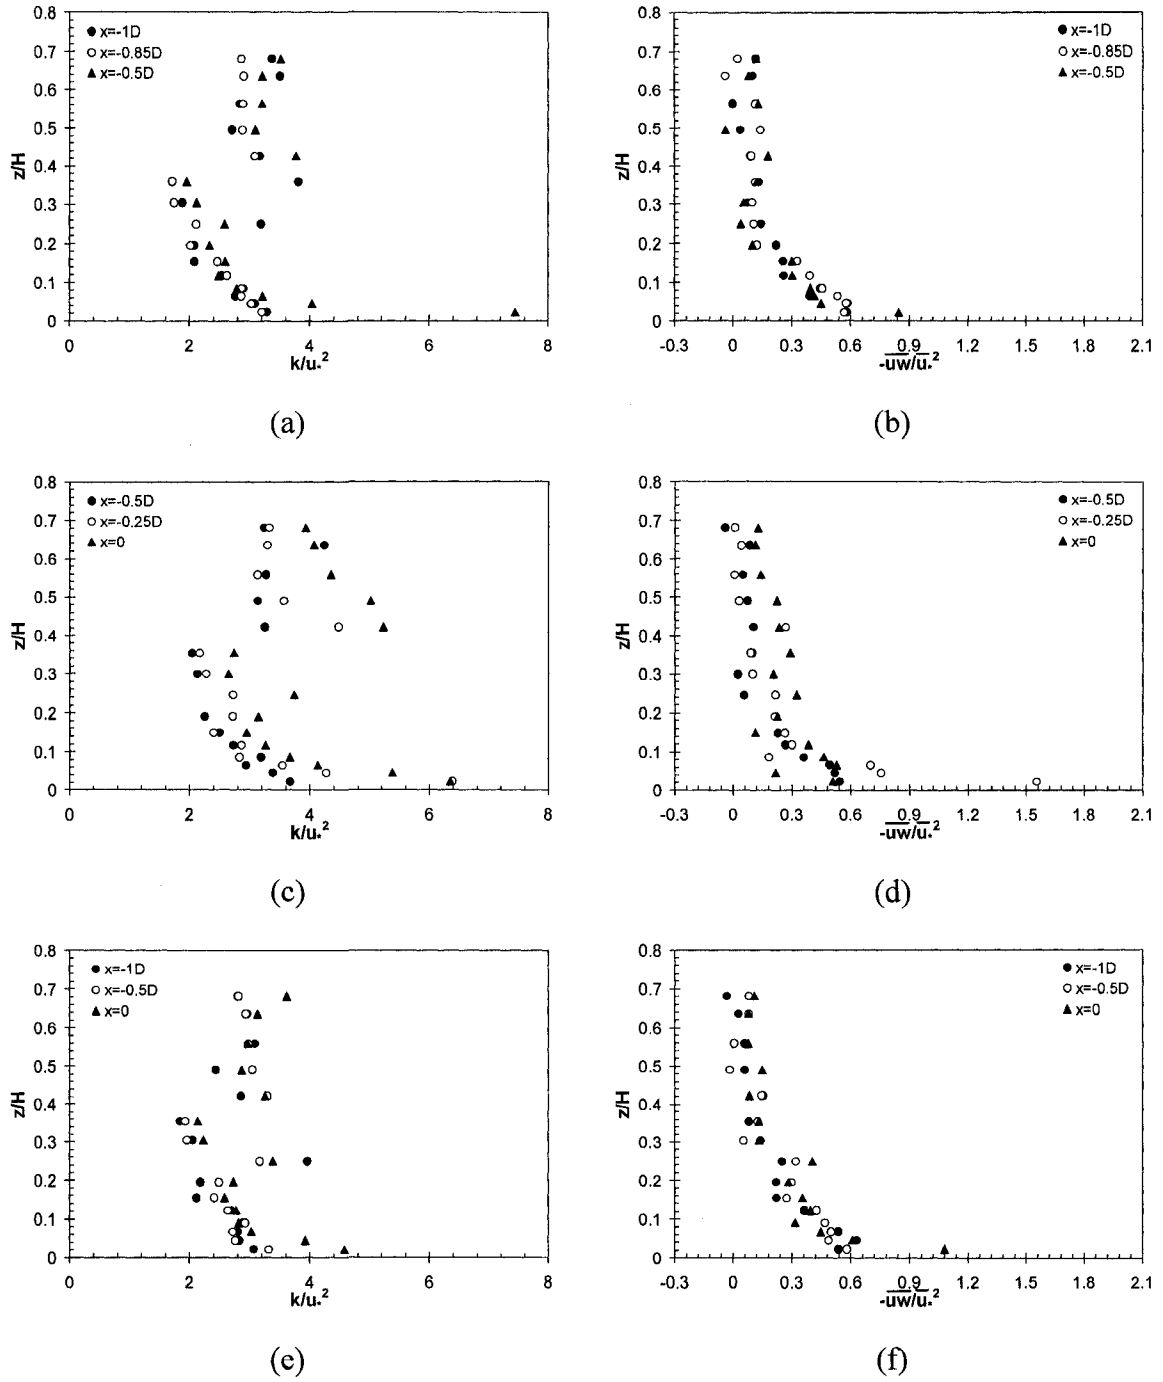 0.8
0.7
0.6
0.5
0.4
0.3
0.2
0.1
0
z/H
x=-1D
x=-0.85D
x=-0.5D
0 2 4 6 8
k/u*²
(a)
0.8
0.7
0.6
0.5
0.4
0.3
0.2
0.1
0
z/H
x=-1D
x=-0.85D
x=-0.5D
-0.3 0 0.3 0.6 0.9 1.2 1.5 1.8 2.1
-uw/u*²
(b)
0.8
0.7
0.6
0.5
0.4
0.3
0.2
0.1
0
z/H
x=-0.5D
x=-0.25D
x=0
0 2 4 6 8
k/u*²
(c)
0.8
0.7
0.6
0.5
0.4
0.3
0.2
0.1
0
z/H
x=-0.5D
x=-0.25D
x=0
-0.3 0 0.3 0.6 0.9 1.2 1.5 1.8 2.1
-uw/u*²
(d)
0.8
0.7
0.6
0.5
0.4
0.3
0.2
0.1
0
z/H
x=-1D
x=-0.5D
x=0
0 2 4 6 8
k/u*²
(e)
0.8
0.7
0.6
0.5
0.4
0.3
0.2
0.1
0
z/H
x=-1D
x=-0.5D
x=0
-0.3 0 0.3 0.6 0.9 1.2 1.5 1.8 2.1
-uw/u*²
(f)